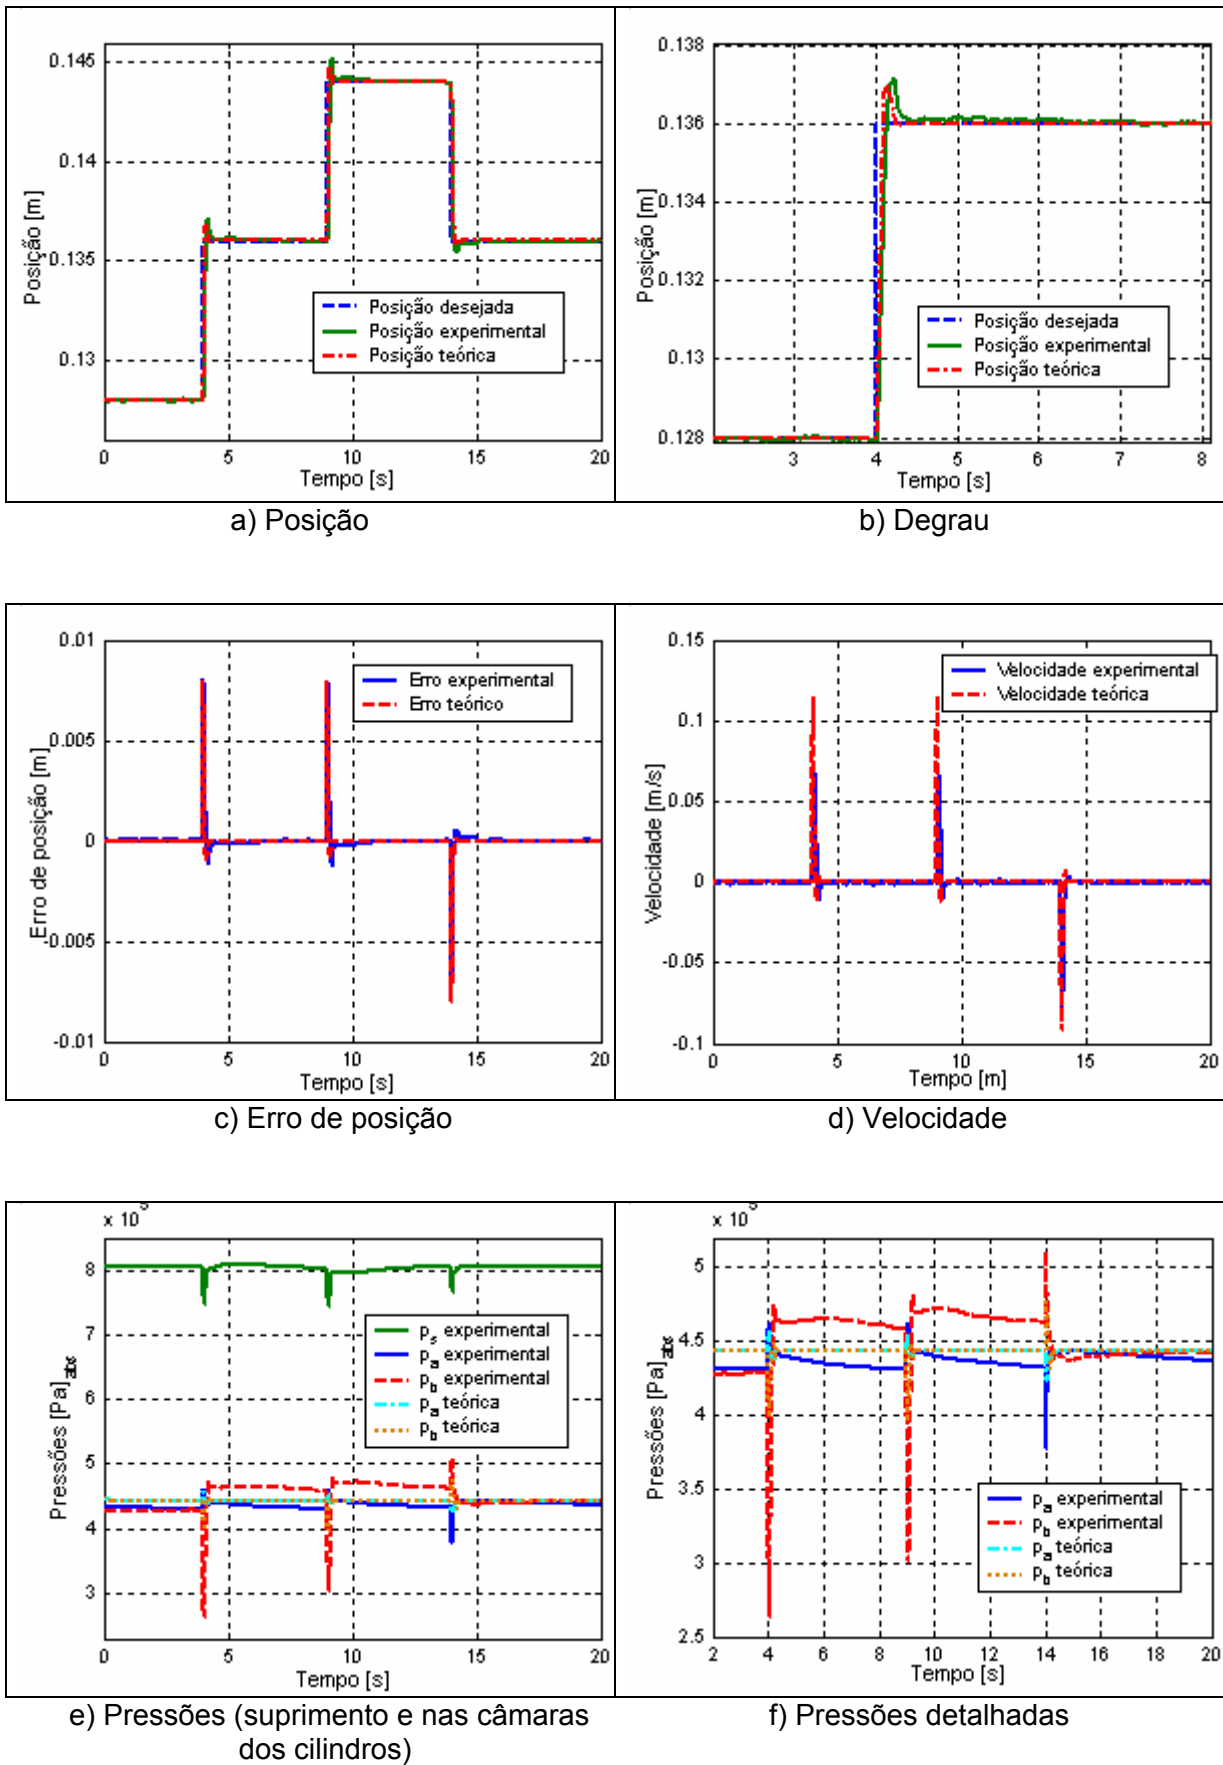 0.145
0.14
0.135
0.13
Posição [m]
Posição desejada
Posição experimental
Posição teórica
0 5 10 15 20
Tempo [s]
a) Posição
0.138
0.136
0.134
0.132
0.13
0.128
Posição [m]
Posição desejada
Posição experimental
Posição teórica
3 4 5 6 7 8
Tempo [s]
b) Degrau
0.01
0.005
0
-0.005
-0.01
Erro de posição [m]
Erro experimental
Erro teórico
0 5 10 15 20
Tempo [s]
c) Erro de posição
0.15
0.1
0.05
0
-0.05
-0.1
Velocidade [m/s]
Velocidade experimental
Velocidade teórica
0 5 10 15 20
Tempo [m]
d) Velocidade
x 10^5
8
7
6
5
4
3
Pressões [Pa]abs
ps experimental
pa experimental
pb experimental
pa teórica
pb teórica
0 5 10 15 20
Tempo [s]
e) Pressões (suprimento e nas câmaras
dos cilindros)
x 10^5
5
4.5
4
3.5
3
2.5
Pressões [Pa]abs
pa experimental
pb experimental
pa teórica
pb teórica
2 4 6 8 10 12 14 16 18 20
Tempo [s]
f) Pressões detalhadas